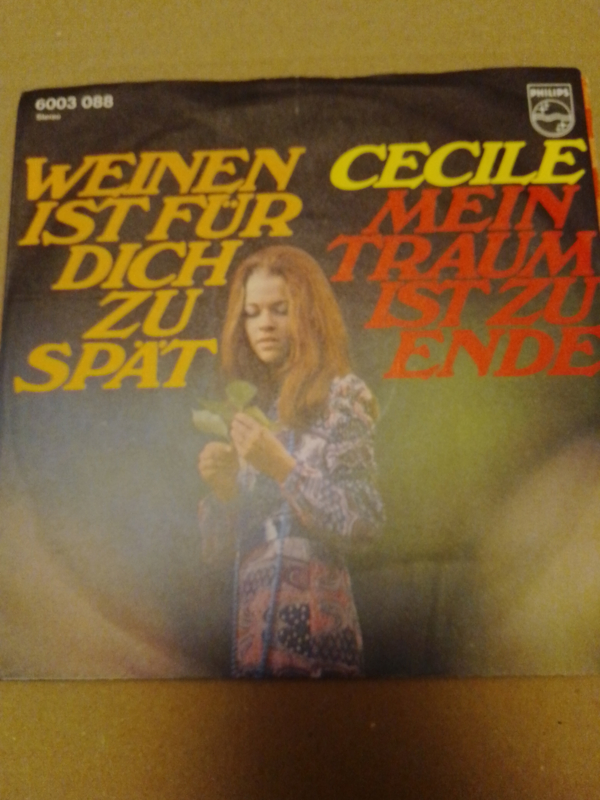 6003 088
Stereo
PHILIPS
WEINEN
IST FÜR
DICH
ZU
SPÄT
CECILE
MEIN
TRAUM
IST ZU
ENDE